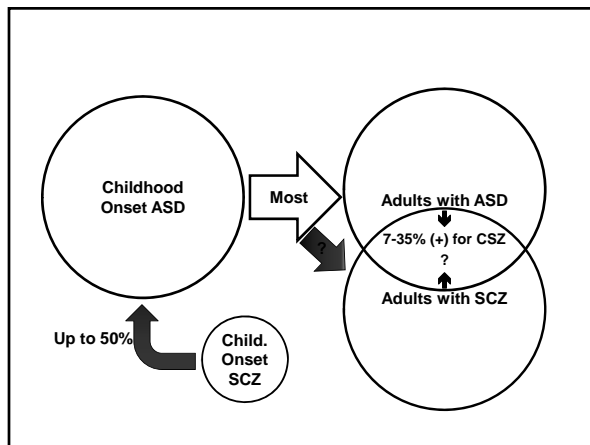 Childhood
Onset ASD
Most
?
Adults with ASD
7-35% (+) for CSZ
?
Adults with SCZ
Up to 50%
Child.
Onset
SCZ